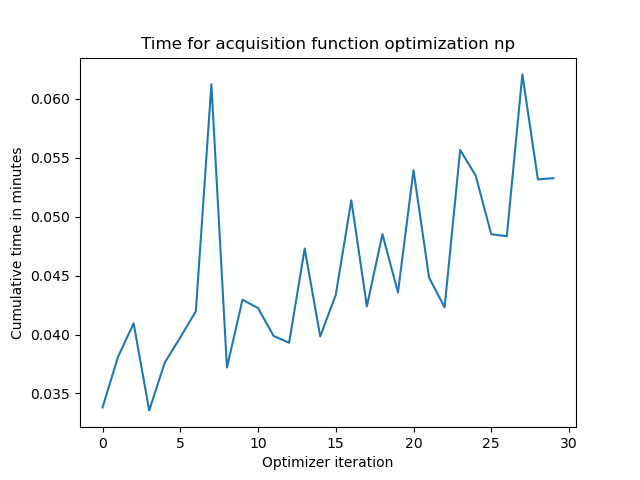 Time for acquisition function optimization np
Cumulative time in minutes
0.060
0.055
0.050
0.045
0.040
0.035
0 5 10 15 20 25 30
Optimizer iteration